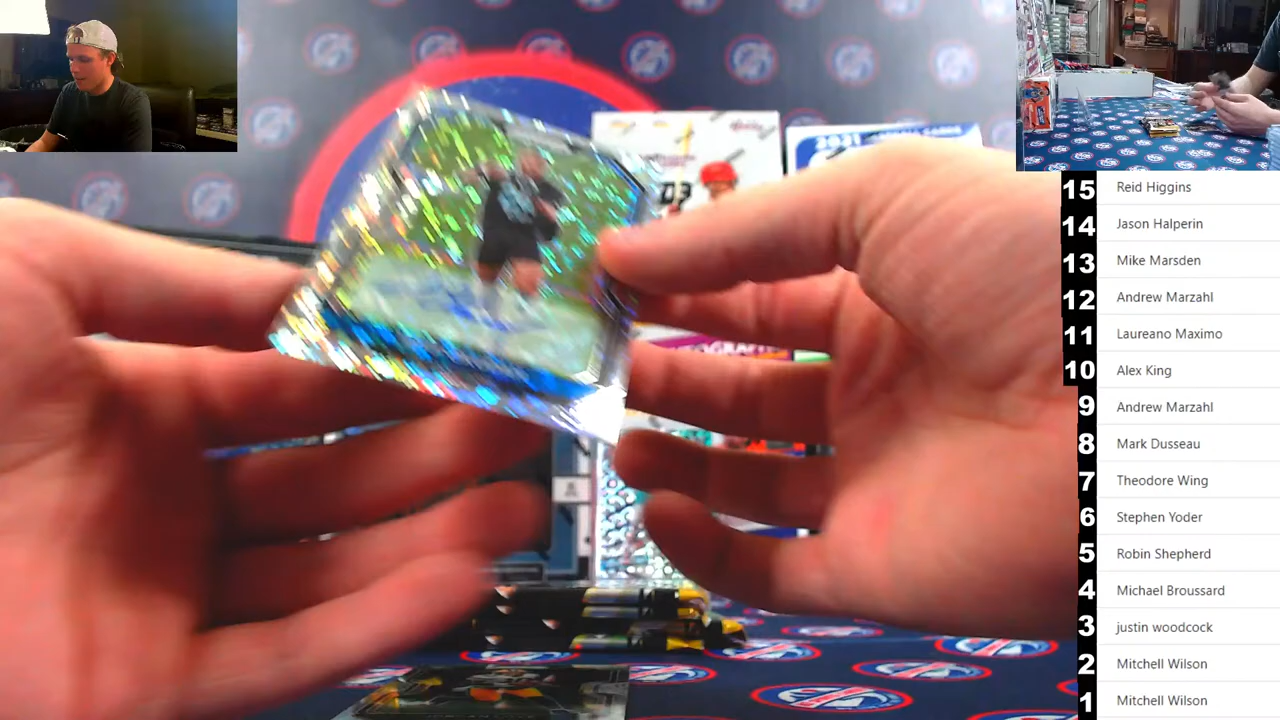 2021
15 Reid Higgins
14 Jason Halperin
13 Mike Marsden
12 Andrew Marzahl
11 Laureano Maximo
10 Alex King
9 Andrew Marzahl
8 Mark Dusseau
7 Theodore Wing
6 Stephen Yoder
5 Robin Shepherd
4 Michael Broussard
3 justin woodcock
2 Mitchell Wilson
1 Mitchell Wilson